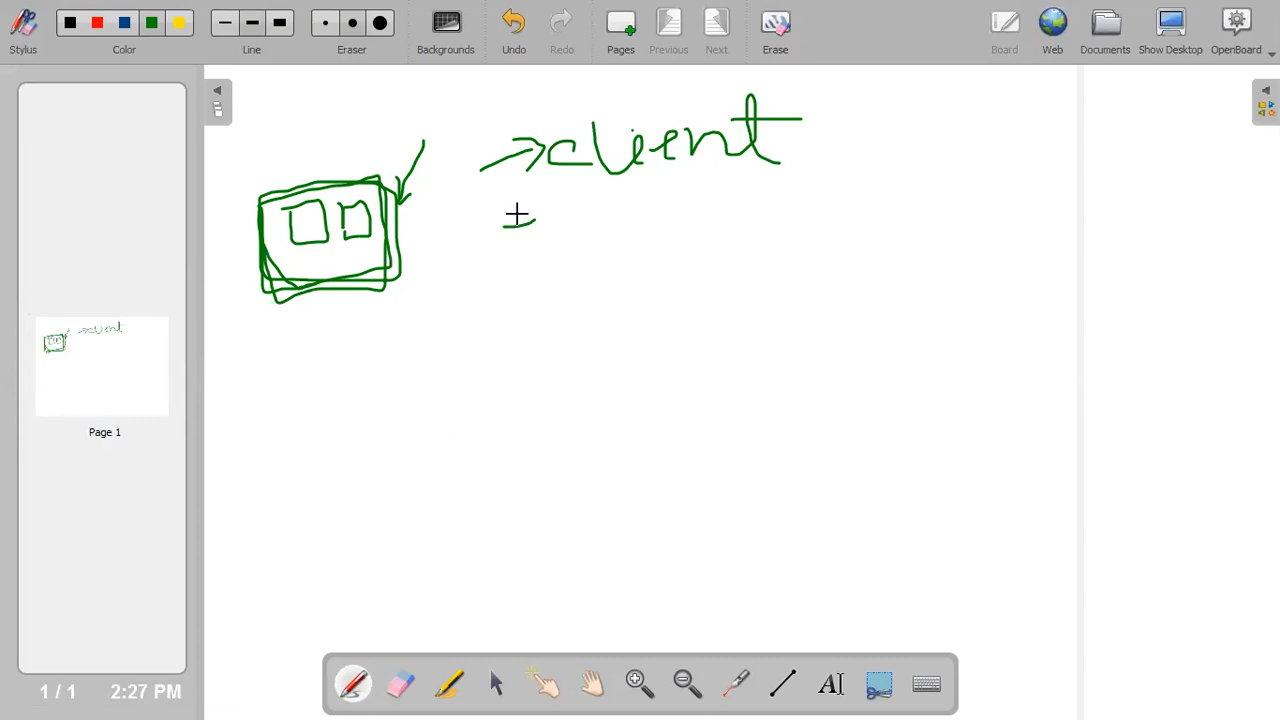 Stylus Color Line Eraser Backgrounds Undo Redo Pages Previous Next Erase Board Web Documents Show Desktop OpenBoard
→client
Page 1
1 / 1 2:27 PM